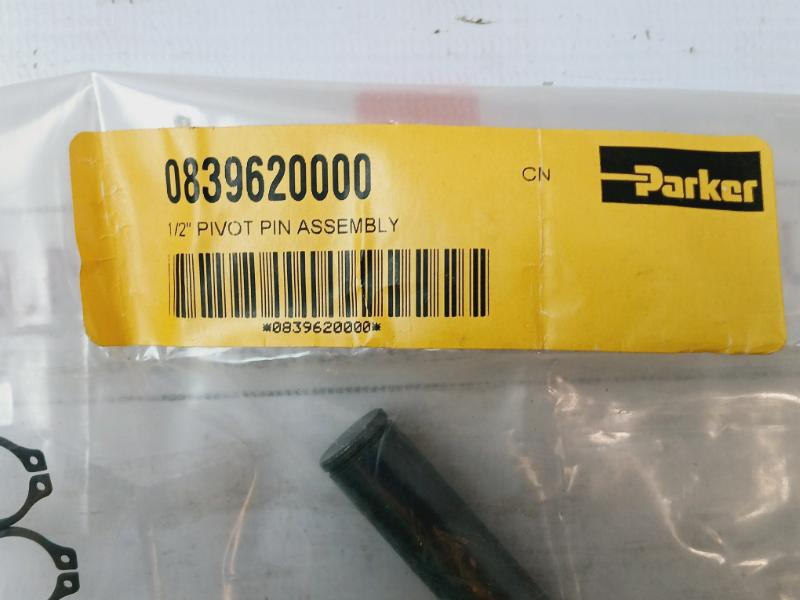 0839620000
CN
Parker
1/2" PIVOT PIN ASSEMBLY
*0839620000*